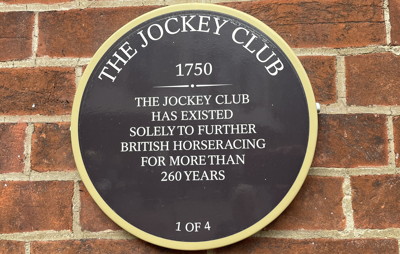 THE JOCKEY CLUB
1750
THE JOCKEY CLUB
HAS EXISTED
SOLELY TO FURTHER
BRITISH HORSERACING
FOR MORE THAN
260 YEARS
1 OF 4